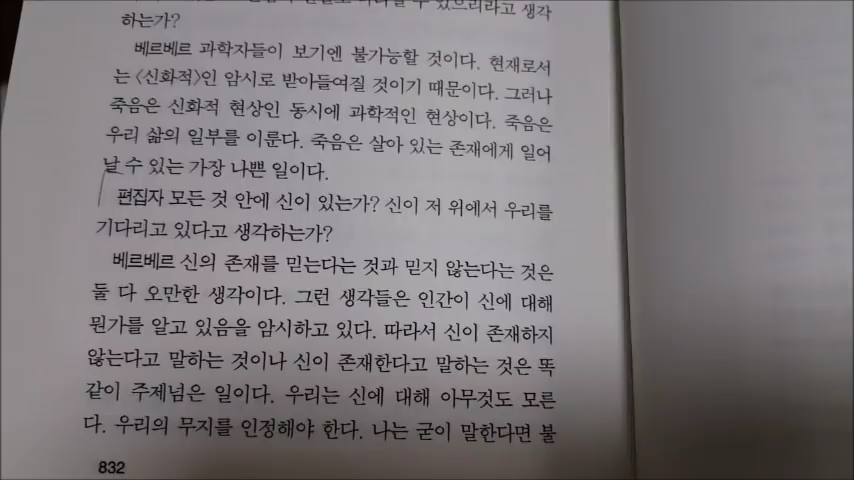 있으리라고 생각
하는가?
베르베르 과학자들이 보기엔 불가능할 것이다. 현재로서
는 〈신화적〉인 암시로 받아들여질 것이기 때문이다. 그러나
죽음은 신화적 현상인 동시에 과학적인 현상이다. 죽음은
우리 삶의 일부를 이룬다. 죽음은 살아 있는 존재에게 일어
날 수 있는 가장 나쁜 일이다.
편집자 모든 것 안에 신이 있는가? 신이 저 위에서 우리를
기다리고 있다고 생각하는가?
베르베르 신의 존재를 믿는다는 것과 믿지 않는다는 것은
둘 다 오만한 생각이다. 그런 생각들은 인간이 신에 대해
뭔가를 알고 있음을 암시하고 있다. 따라서 신이 존재하지
않는다고 말하는 것이나 신이 존재한다고 말하는 것은 똑
같이 주제넘은 일이다. 우리는 신에 대해 아무것도 모른
다. 우리의 무지를 인정해야 한다. 나는 굳이 말한다면 불
832